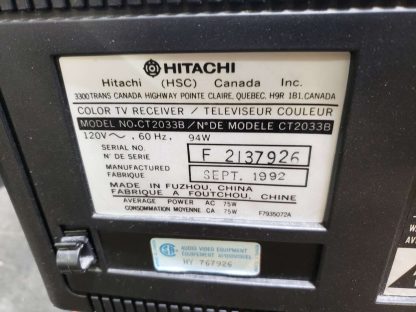 HITACHI
Hitachi (HSC) Canada Inc.
3300 TRANS CANADA HIGHWAY POINTE CLAIRE, QUEBEC, H9R 1B1, CANADA
COLOR TV RECEIVER / TELEVISEUR COULEUR
MODEL NO. CT2033B / N° DE MODELE CT2033B
120V ~ , 60 Hz, 94W
SERIAL NO.
N° DE SERIE
F 2137926
MANUFACTURED
FABRIQUE
SEPT. 1992
MADE IN FUZHOU, CHINA
FABRIQUE A FOUTCHOU, CHINE
AVERAGE POWER AC 75W
CONSOMMATION MOYENNE CA 75W
F7935072A
AUDIO VIDEO EQUIPMENT
EQUIPEMENT AUDIOVISUEL
MY 767926